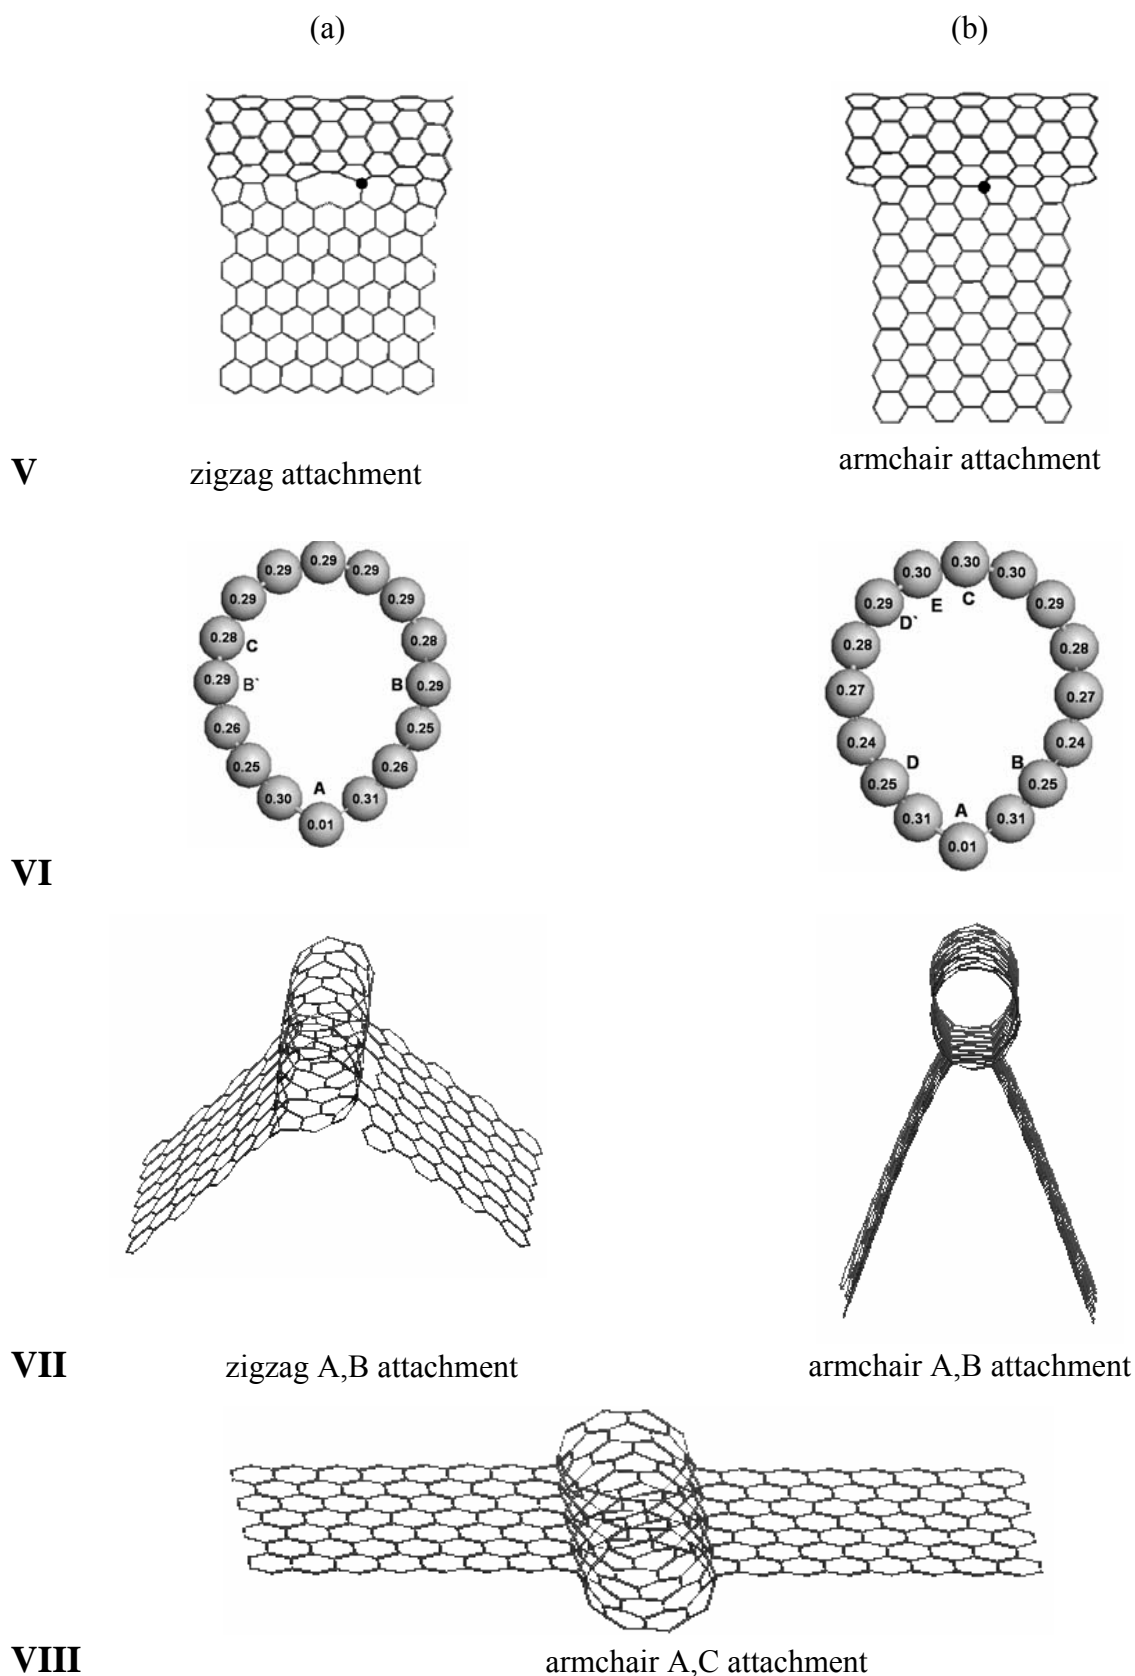 (a) (b)
V zigzag attachment armchair attachment
0.29 0.29 0.29
0.29 0.29
0.28 C 0.28
0.29 B` B 0.29
0.26 0.25
0.25 0.26
0.30 A 0.31
0.01
0.30 0.30 0.30
0.29 D` E C 0.29
0.28 0.28
0.27 0.27
0.24 0.24
0.25 D B 0.25
0.31 A 0.31
0.01
VI
VII zigzag A,B attachment armchair A,B attachment
VIII armchair A,C attachment